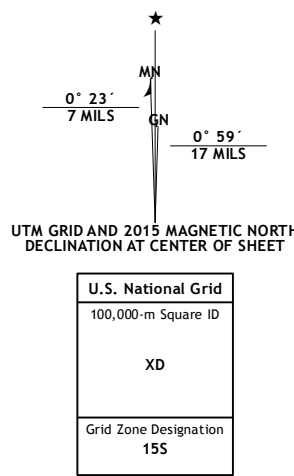 MN
0° 23´
7 MILS
GN
0° 59´
17 MILS
UTM GRID AND 2015 MAGNETIC NORTH
DECLINATION AT CENTER OF SHEET
U.S. National Grid
100,000-m Square ID
XD
Grid Zone Designation
15S